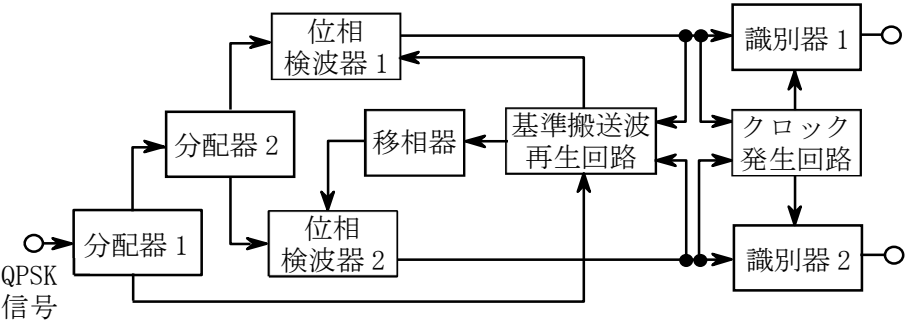 位相
検波器 1
識別器 1
分配器 2
移相器
基準搬送波
再生回路
クロック
発生回路
分配器 1
位相
検波器 2
識別器 2
QPSK
信号